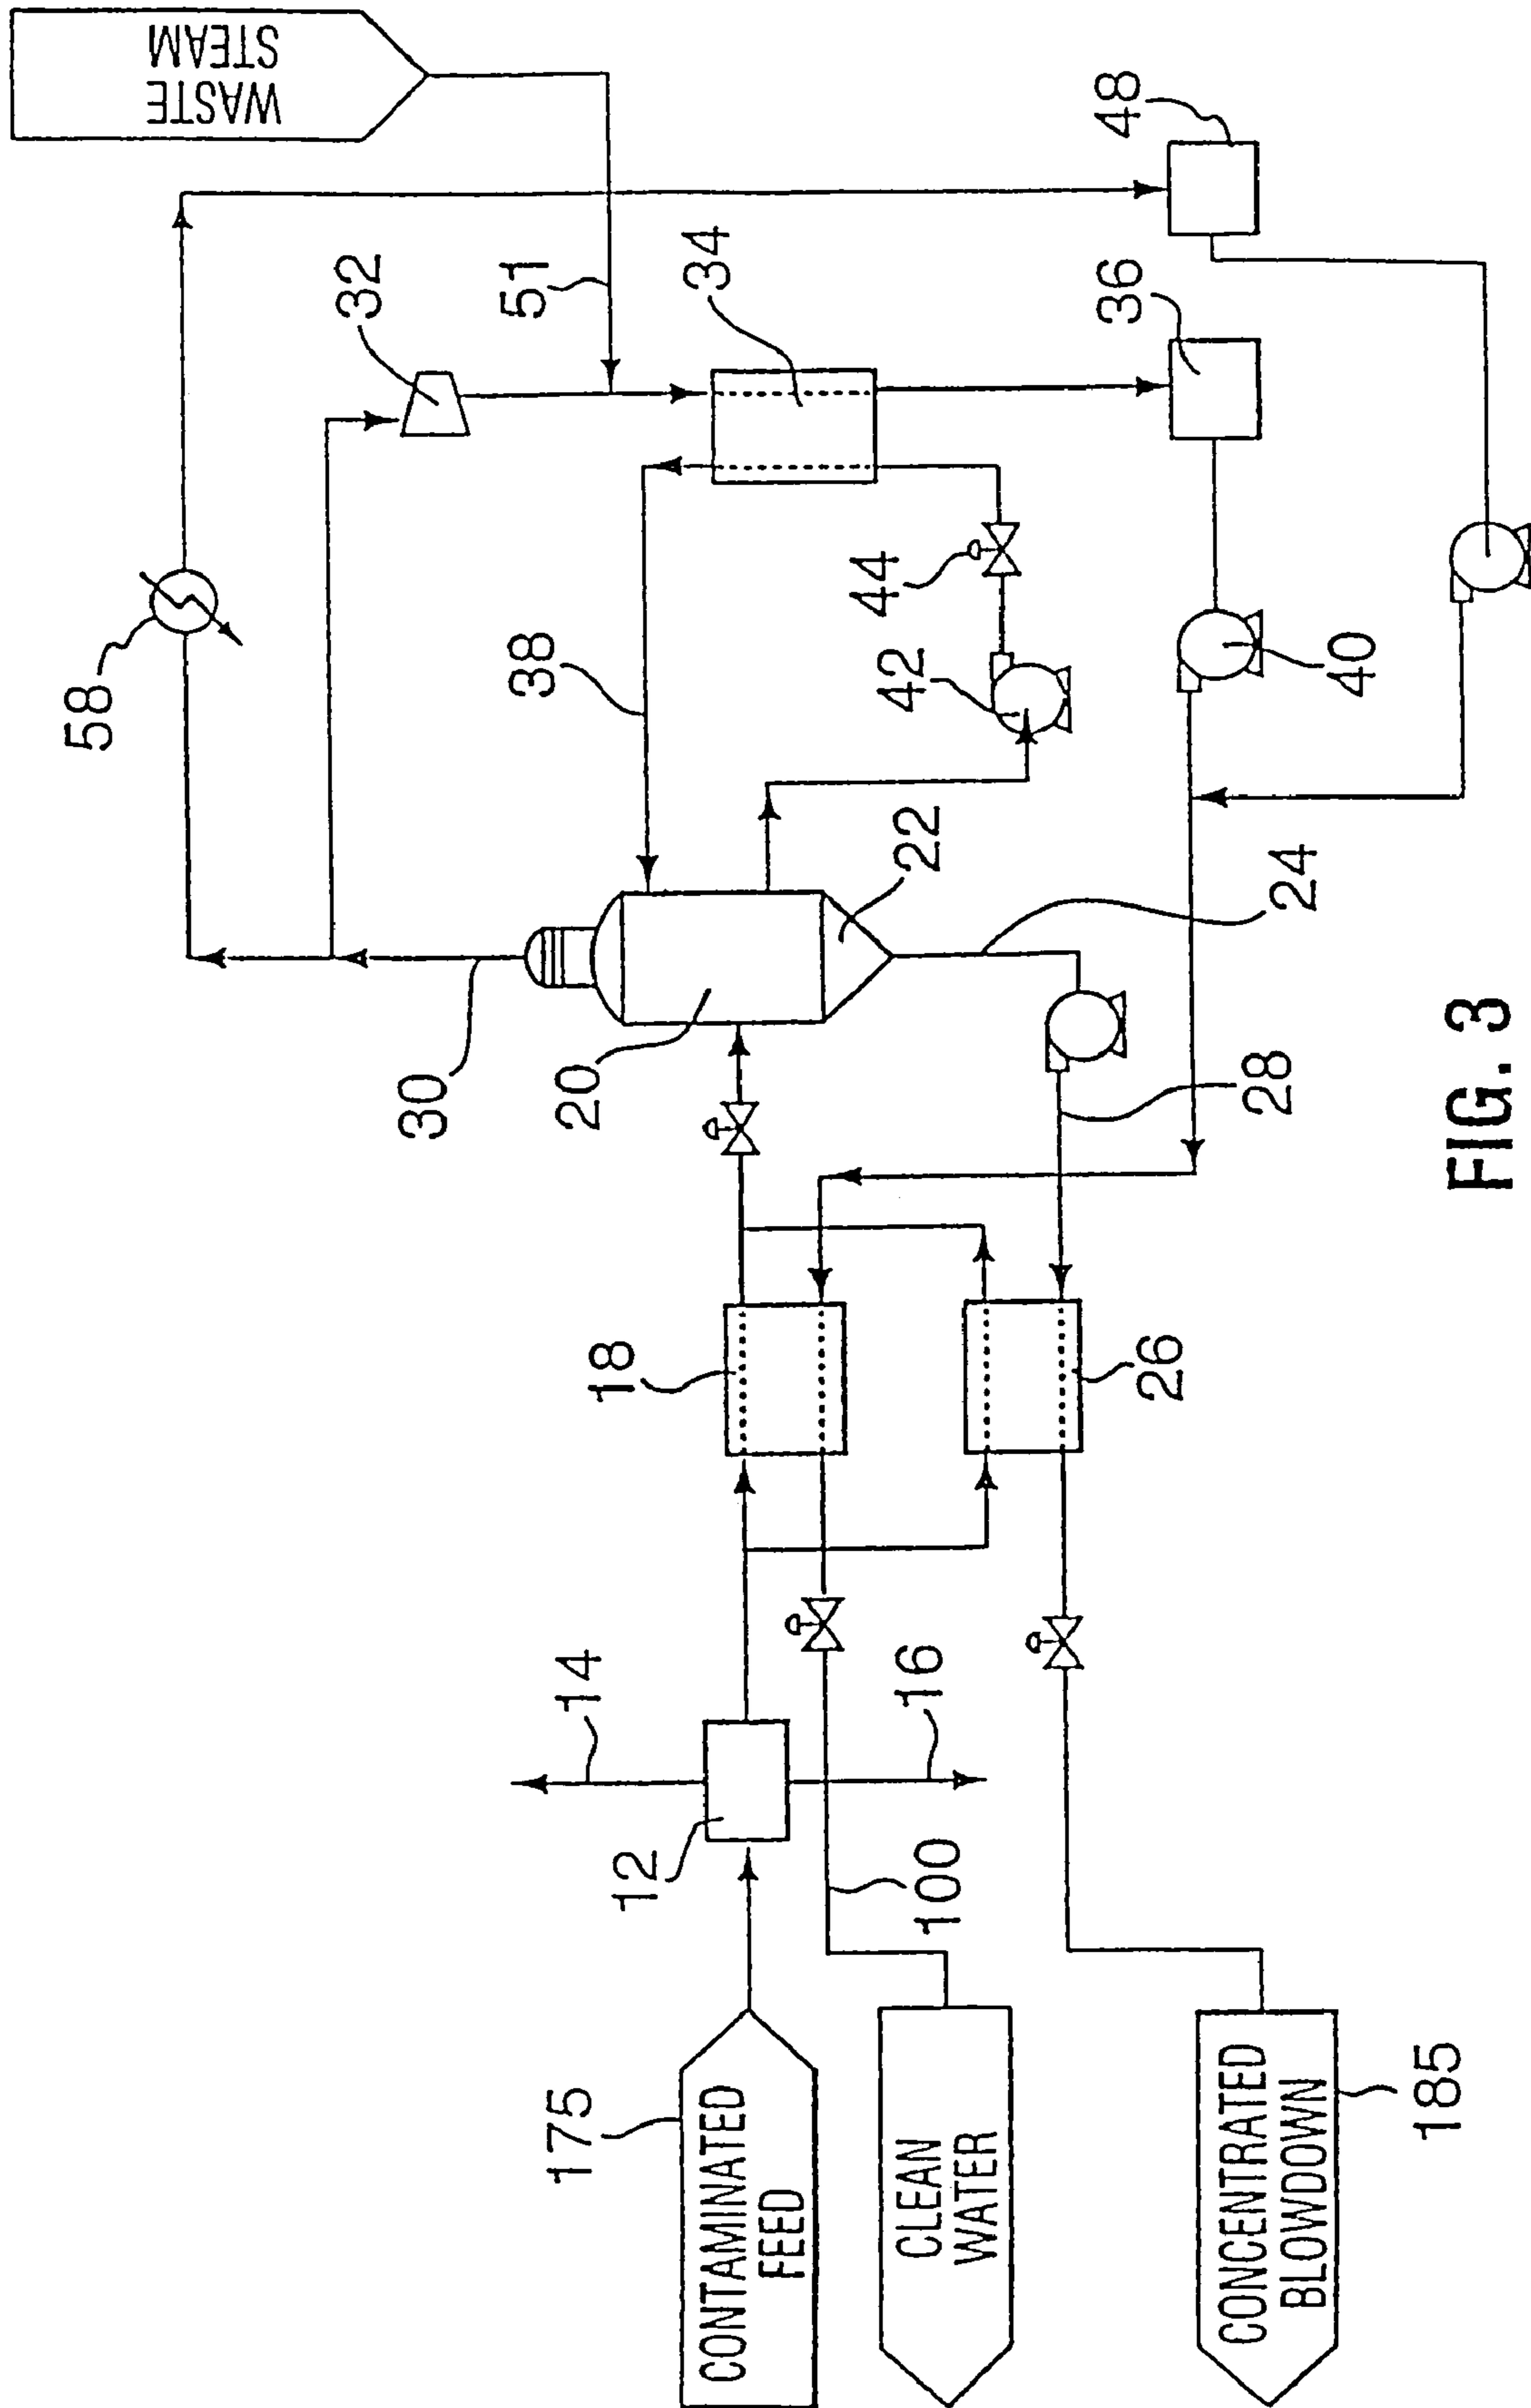 WASTE
STEAM
58
32
51
34
48
38
44
36
30
42
40
20
22
24
28
18
26
14
12
16
100
175
CONTAMINATED
FEED
CLEAN
WATER
CONCENTRATED
BLOWDOWN
185
FIG. 3